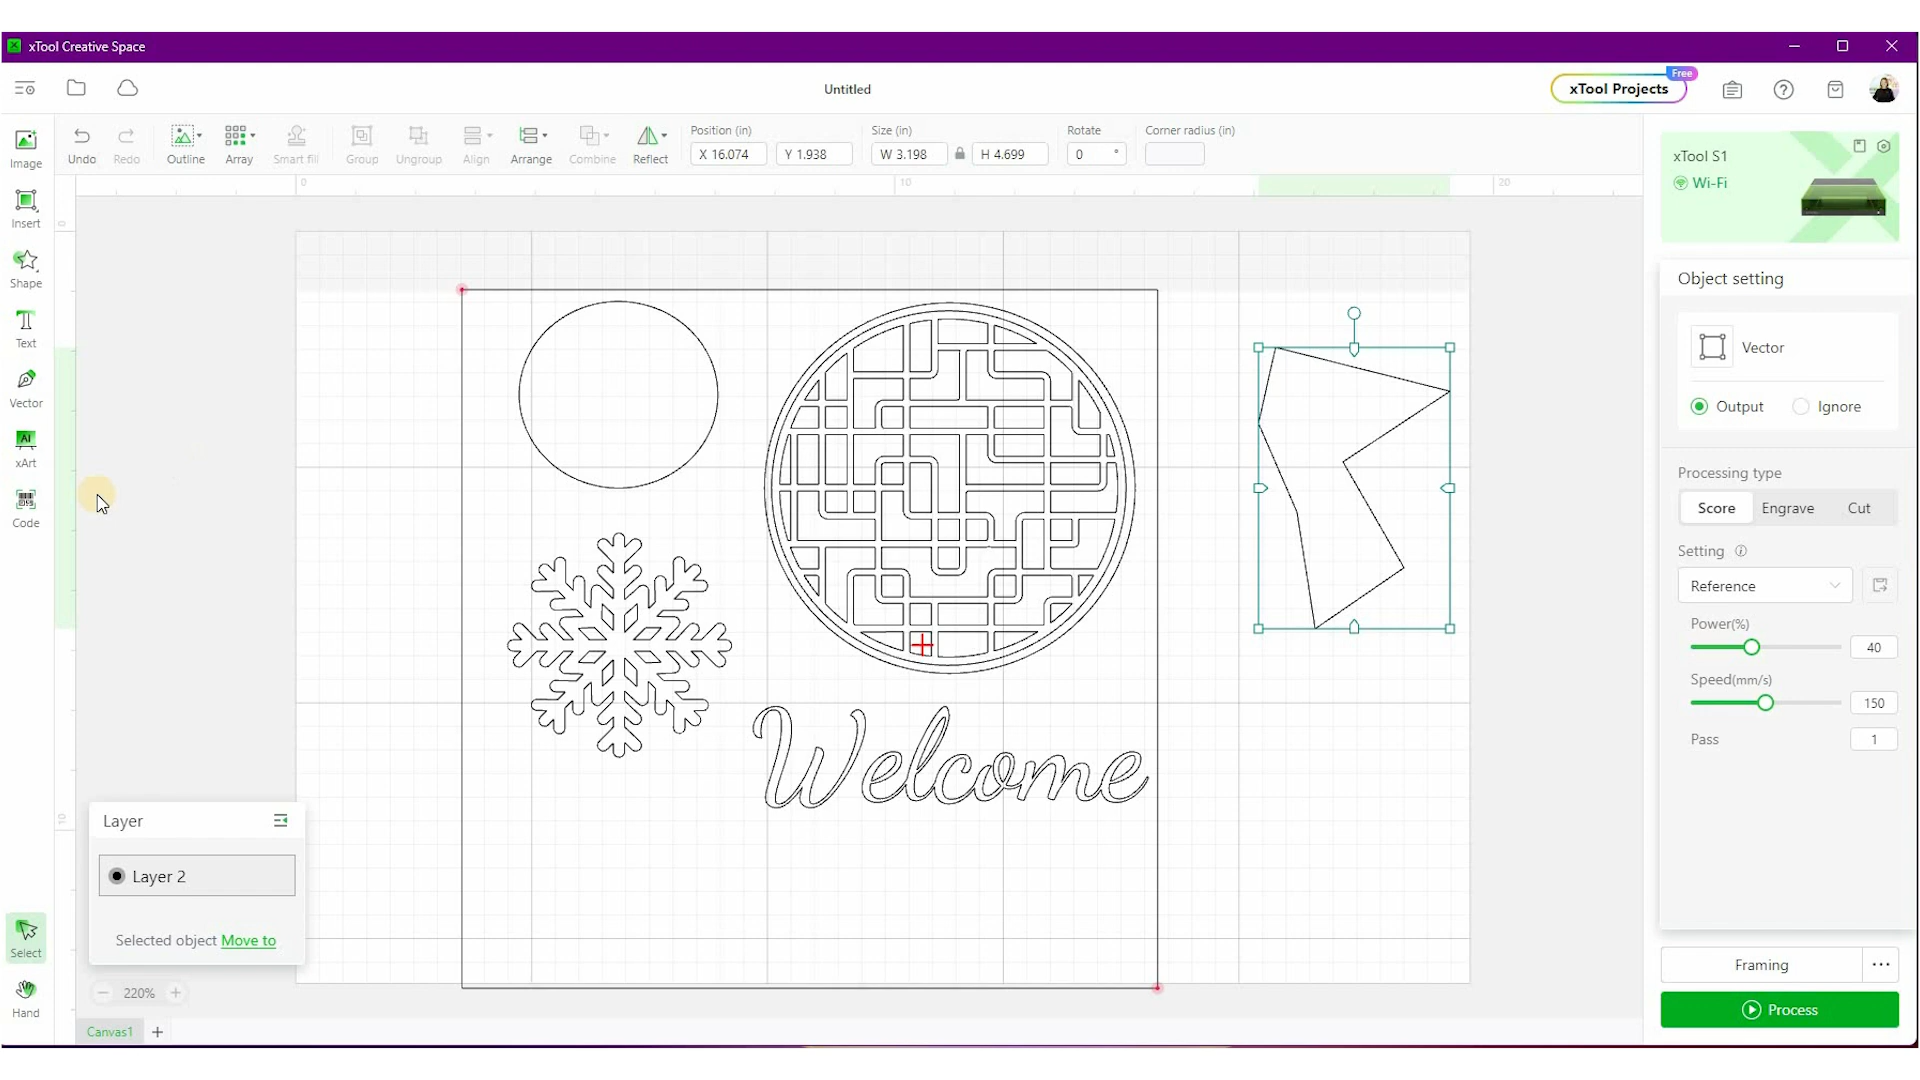 xTool Creative Space
Untitled
xTool Projects
Free
Undo
Redo
Outline
Array
Smart fill
Group
Ungroup
Align
Arrange
Combine
Reflect
Position (in)
X 16.074
Y 1.938
Size (in)
W 3.198
H 4.699
Rotate
0 °
Corner radius (in)
Image
Insert
Shape
Text
Vector
AI
xArt
Code
Select
Hand
0
10
20
0
10
Welcome
Layer
Layer 2
Selected object Move to
220%
Canvas1
xTool S1
Wi-Fi
Object setting
Vector
Output
Ignore
Processing type
Score
Engrave
Cut
Setting
Reference
Power(%)
40
Speed(mm/s)
150
Pass
1
Framing
Process